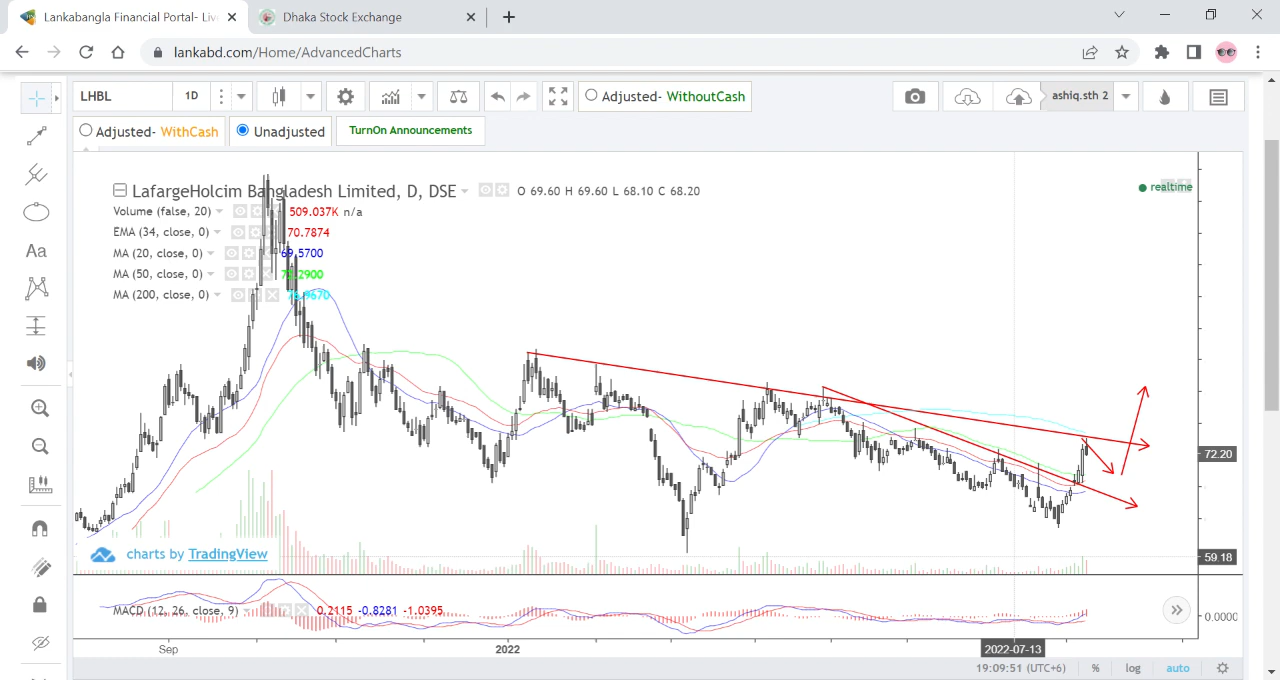 Lankabangla Financial Portal- Liv
Dhaka Stock Exchange
lankabd.com/Home/AdvancedCharts
LHBL
1D
Adjusted- WithoutCash
ashiq.sth 2
Adjusted- WithCash
Unadjusted
TurnOn Announcements
LafargeHolcim Bangladesh Limited, D, DSE
O 69.60 H 69.60 L 68.10 C 68.20
realtime
Volume (false, 20)
509.037K n/a
EMA (34, close, 0)
70.7874
MA (20, close, 0)
69.5700
MA (50, close, 0)
MA (200, close, 0)
Aa
72.20
charts by TradingView
59.18
MACD (12, 26, close, 9)
0.2115 -0.8281 -1.0395
0.0000
Sep
2022
2022-07-13
19:09:51 (UTC+6)
%
log
auto